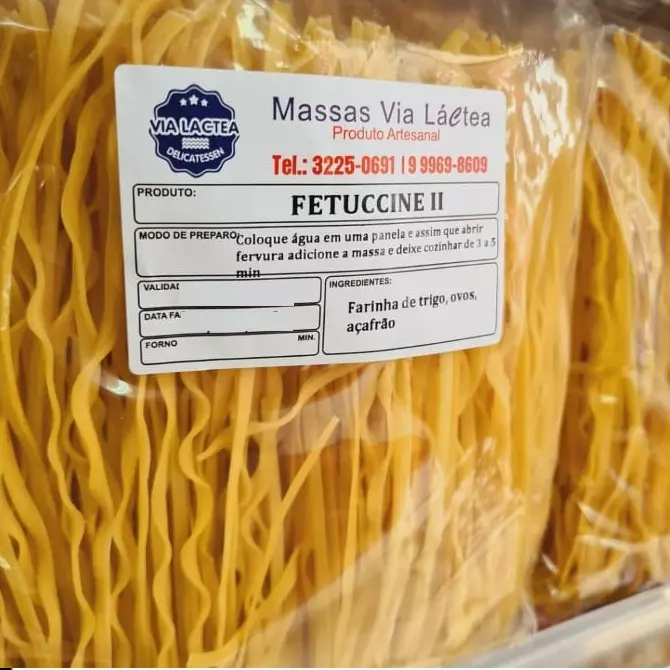 VIA LACTEA
DELICATESSEN
Massas Via Láctea
Produto Artesanal
Tel.: 3225-0691 | 9 9969-8609
PRODUTO:
FETUCCINE II
MODO DE PREPARO:
Coloque água em uma panela e assim que abrir
fervura adicione a massa e deixe cozinhar de 3 a 5
min
VALIDA
DATA FA
FORNO MIN.
INGREDIENTES:
Farinha de trigo, ovos,
açafrão